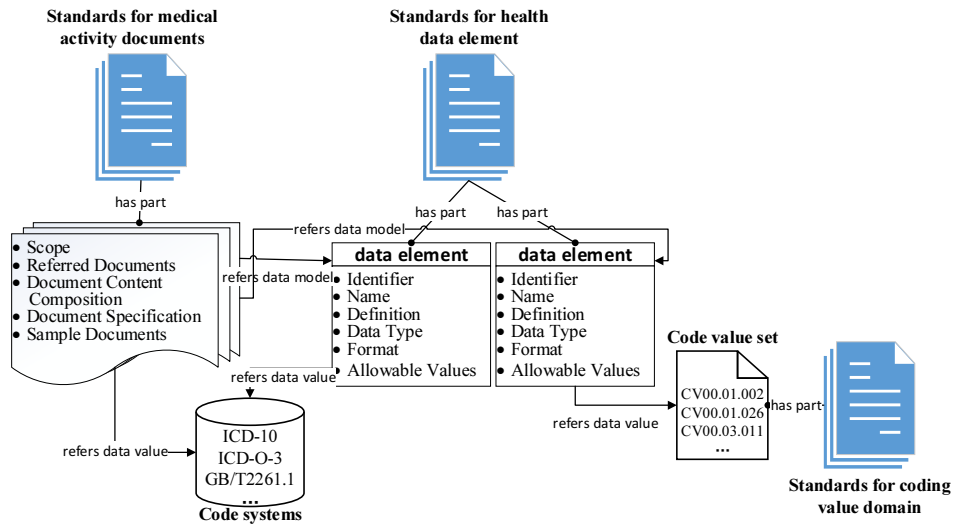 Standards for medical
activity documents
Standards for health
data element
has part
has part
has part
refers data model
refers data model
• Scope
• Referred Documents
• Document Content
Composition
• Document Specification
• Sample Documents
data element
• Identifier
• Name
• Definition
• Data Type
• Format
• Allowable Values
data element
• Identifier
• Name
• Definition
• Data Type
• Format
• Allowable Values
refers data value
refers data value
refers data value
ICD-10
ICD-O-3
GB/T2261.1
...
Code systems
Code value set
CV00.01.002
CV00.01.026
CV00.03.011
...
has part
Standards for coding
value domain